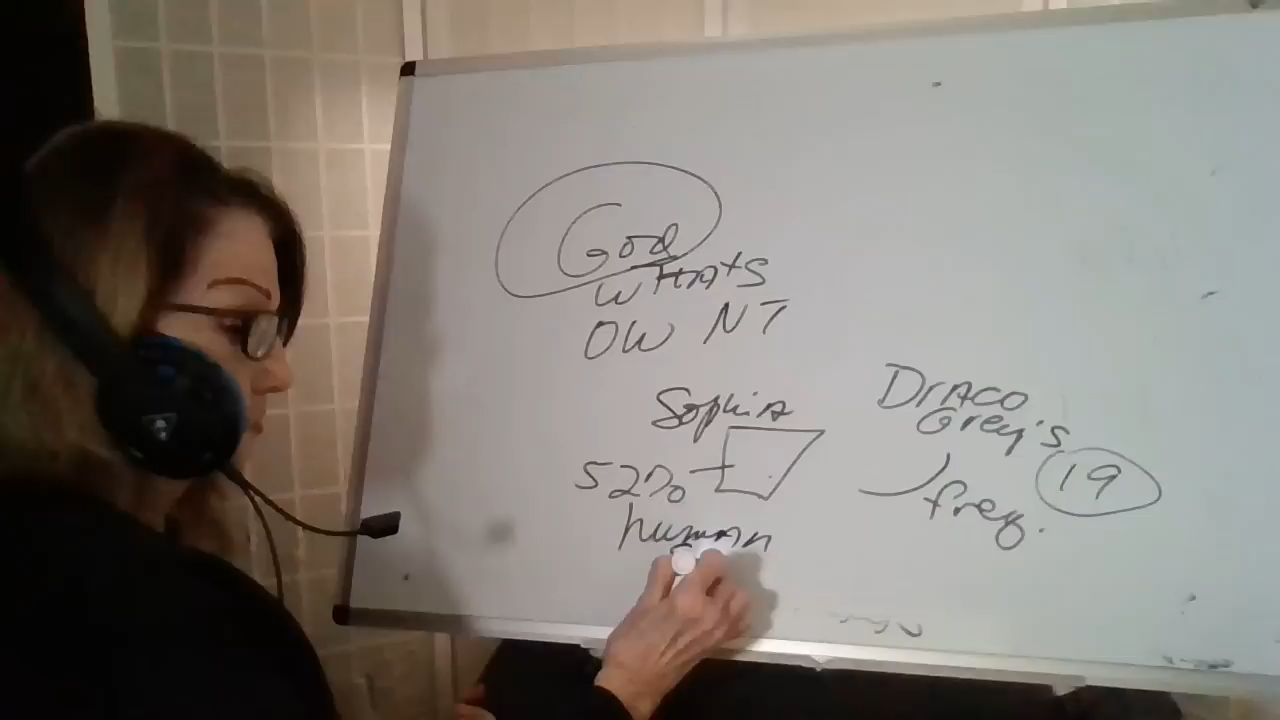 God
WHAtS
OW NT
Sophia
52%
human
DrACO
Grey's
freq.
19